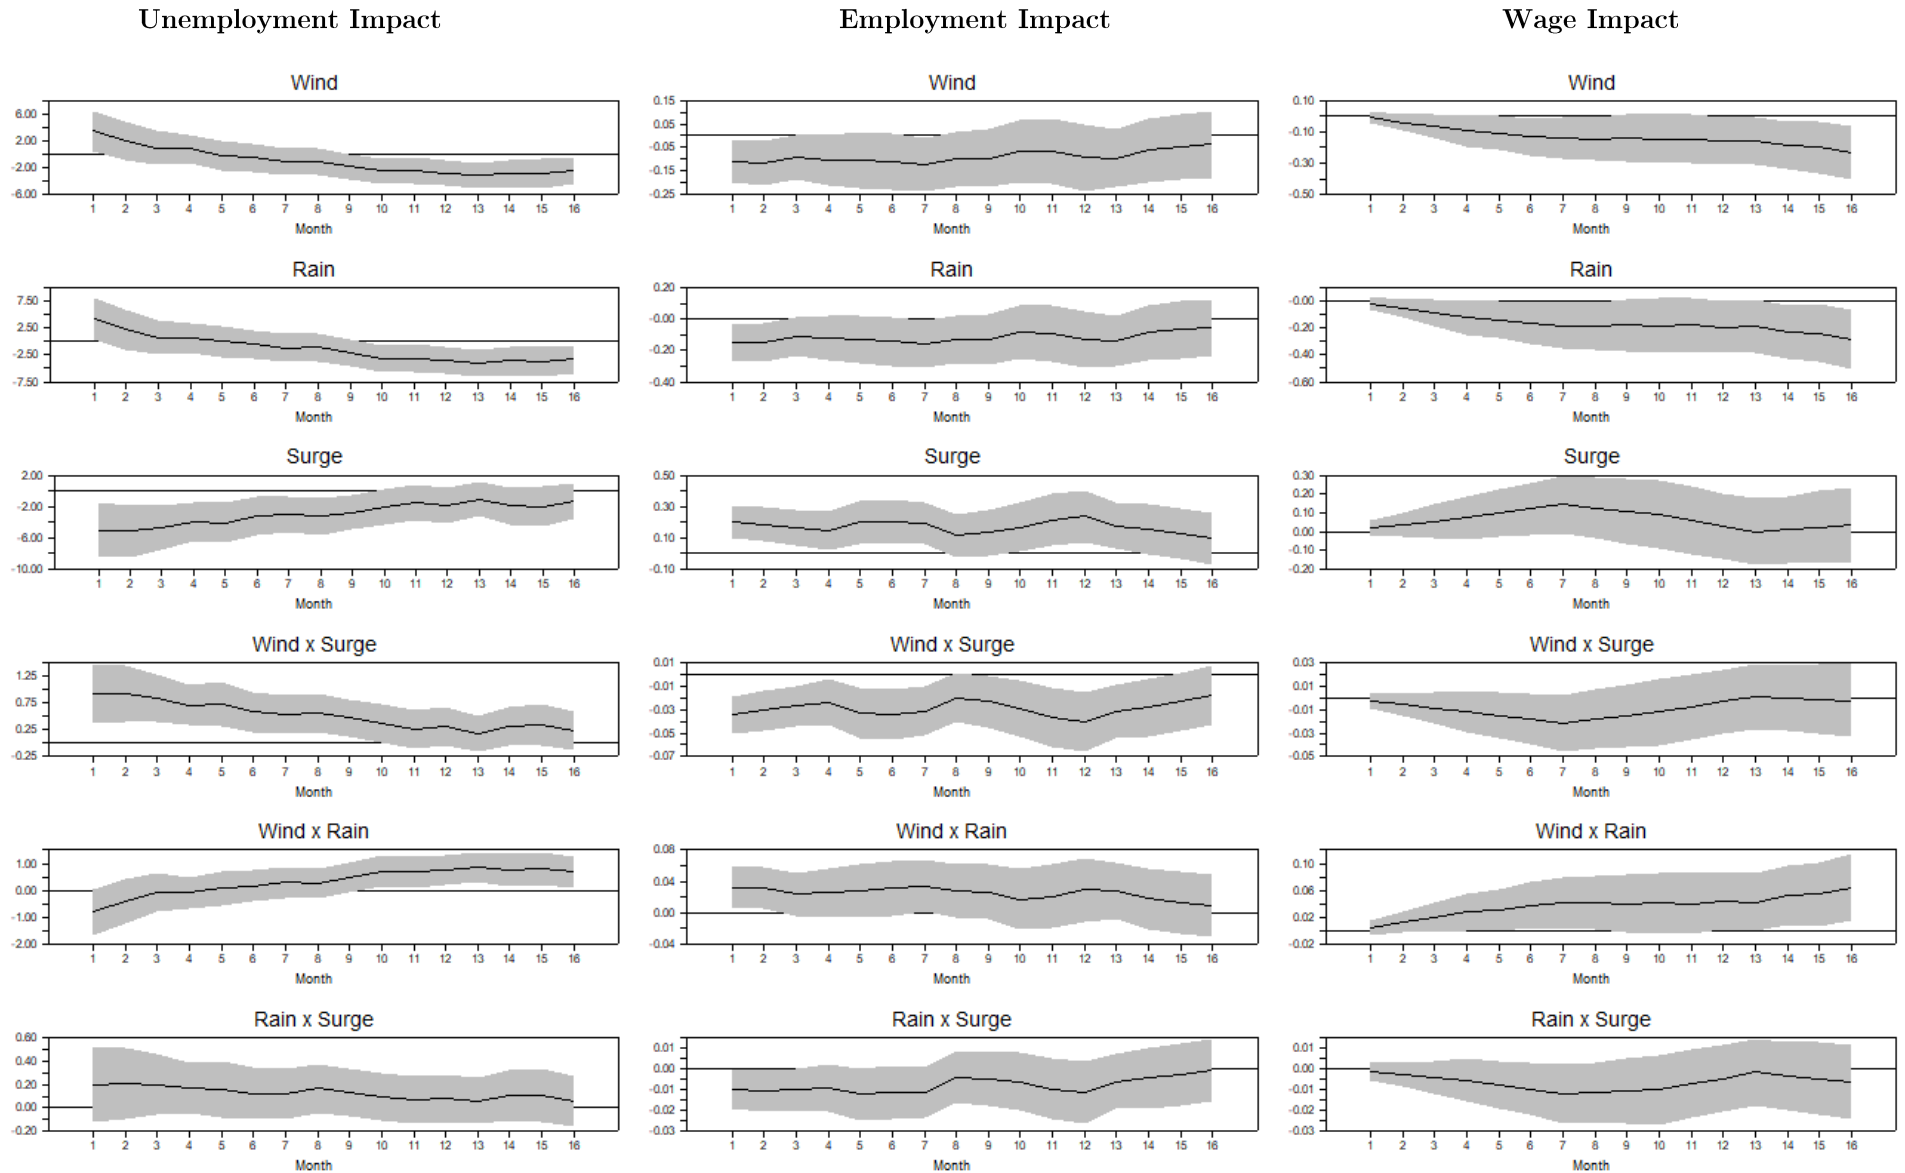 Unemployment Impact Employment Impact Wage Impact
Wind Wind Wind
6.00 2.00 -2.00 -6.00
1 2 3 4 5 6 7 8 9 10 11 12 13 14 15 16
Month
0.15 0.05 -0.05 -0.15 -0.25
1 2 3 4 5 6 7 8 9 10 11 12 13 14 15 16
Month
0.10 -0.10 -0.30 -0.50
1 2 3 4 5 6 7 8 9 10 11 12 13 14 15 16
Month
Rain Rain Rain
7.50 2.50 -2.50 -7.50
1 2 3 4 5 6 7 8 9 10 11 12 13 14 15 16
Month
0.20 -0.00 -0.20 -0.40
1 2 3 4 5 6 7 8 9 10 11 12 13 14 15 16
Month
-0.00 -0.20 -0.40 -0.60
1 2 3 4 5 6 7 8 9 10 11 12 13 14 15 16
Month
Surge Surge Surge
2.00 -2.00 -6.00 -10.00
1 2 3 4 5 6 7 8 9 10 11 12 13 14 15 16
Month
0.50 0.30 0.10 -0.10
1 2 3 4 5 6 7 8 9 10 11 12 13 14 15 16
Month
0.30 0.20 0.10 0.00 -0.10 -0.20
1 2 3 4 5 6 7 8 9 10 11 12 13 14 15 16
Month
Wind x Surge Wind x Surge Wind x Surge
1.25 0.75 0.25 -0.25
1 2 3 4 5 6 7 8 9 10 11 12 13 14 15 16
Month
0.01 -0.01 -0.03 -0.05 -0.07
1 2 3 4 5 6 7 8 9 10 11 12 13 14 15 16
Month
0.03 0.01 -0.01 -0.03 -0.05
1 2 3 4 5 6 7 8 9 10 11 12 13 14 15 16
Month
Wind x Rain Wind x Rain Wind x Rain
1.00 0.00 -1.00 -2.00
1 2 3 4 5 6 7 8 9 10 11 12 13 14 15 16
Month
0.08 0.04 0.00 -0.04
1 2 3 4 5 6 7 8 9 10 11 12 13 14 15 16
Month
0.10 0.06 0.02 -0.02
1 2 3 4 5 6 7 8 9 10 11 12 13 14 15 16
Month
Rain x Surge Rain x Surge Rain x Surge
0.60 0.40 0.20 0.00 -0.20
1 2 3 4 5 6 7 8 9 10 11 12 13 14 15 16
Month
0.01 0.00 -0.01 -0.02 -0.03
1 2 3 4 5 6 7 8 9 10 11 12 13 14 15 16
Month
0.01 0.00 -0.01 -0.02 -0.03
1 2 3 4 5 6 7 8 9 10 11 12 13 14 15 16
Month